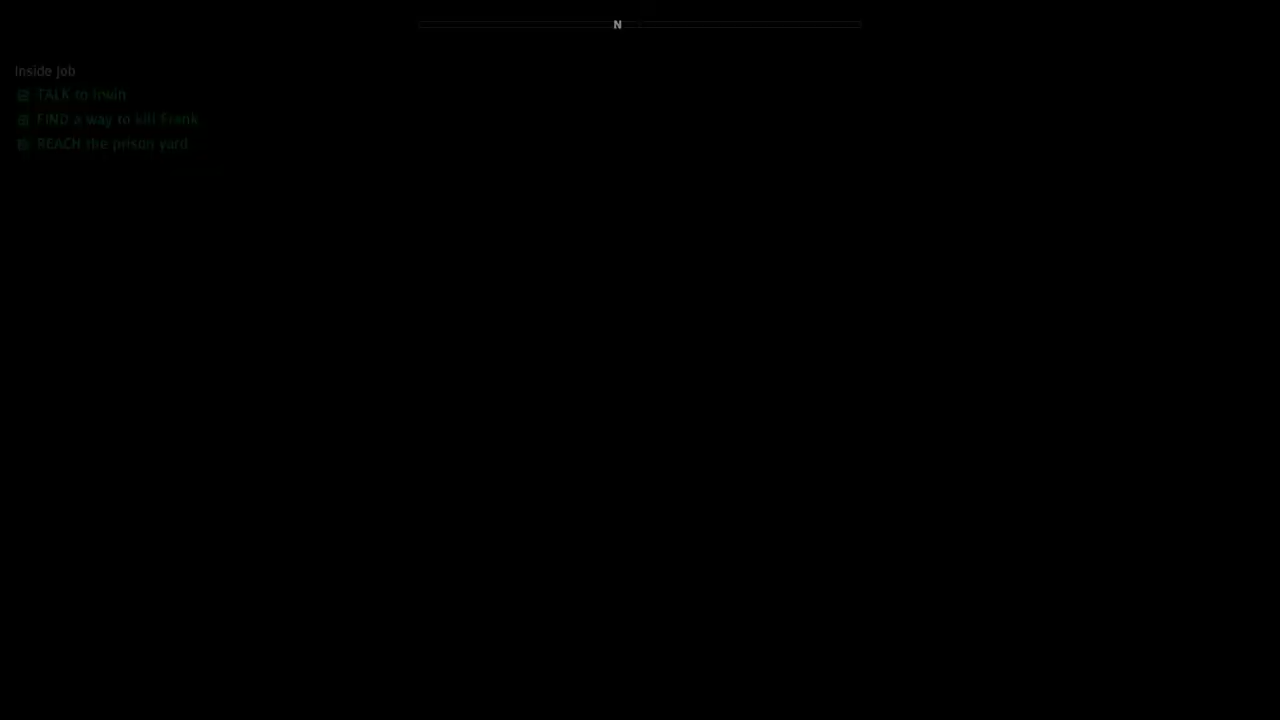 N
Inside Job
TALK to Irwin
FIND a way to kill Frank
REACH the prison yard